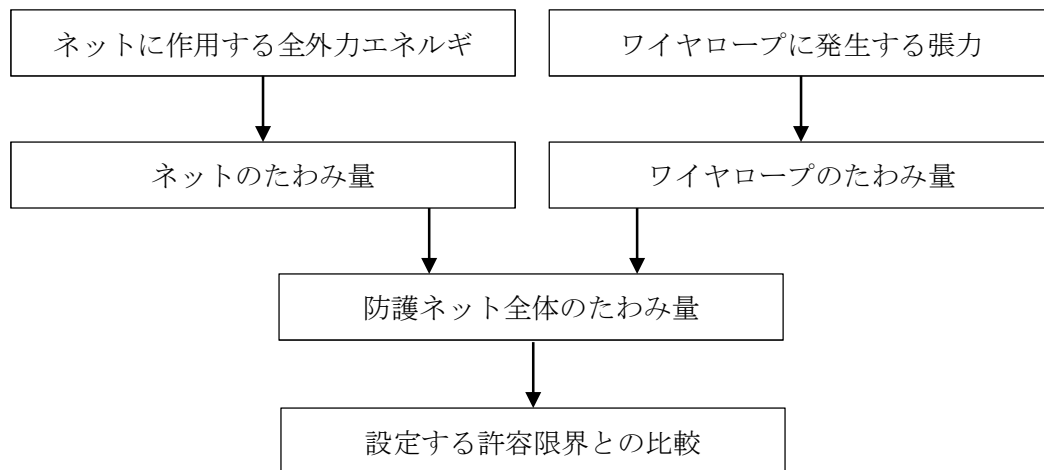 ネットに作用する全外力エネルギ
ワイヤロープに発生する張力
ネットのたわみ量
ワイヤロープのたわみ量
防護ネット全体のたわみ量
設定する許容限界との比較